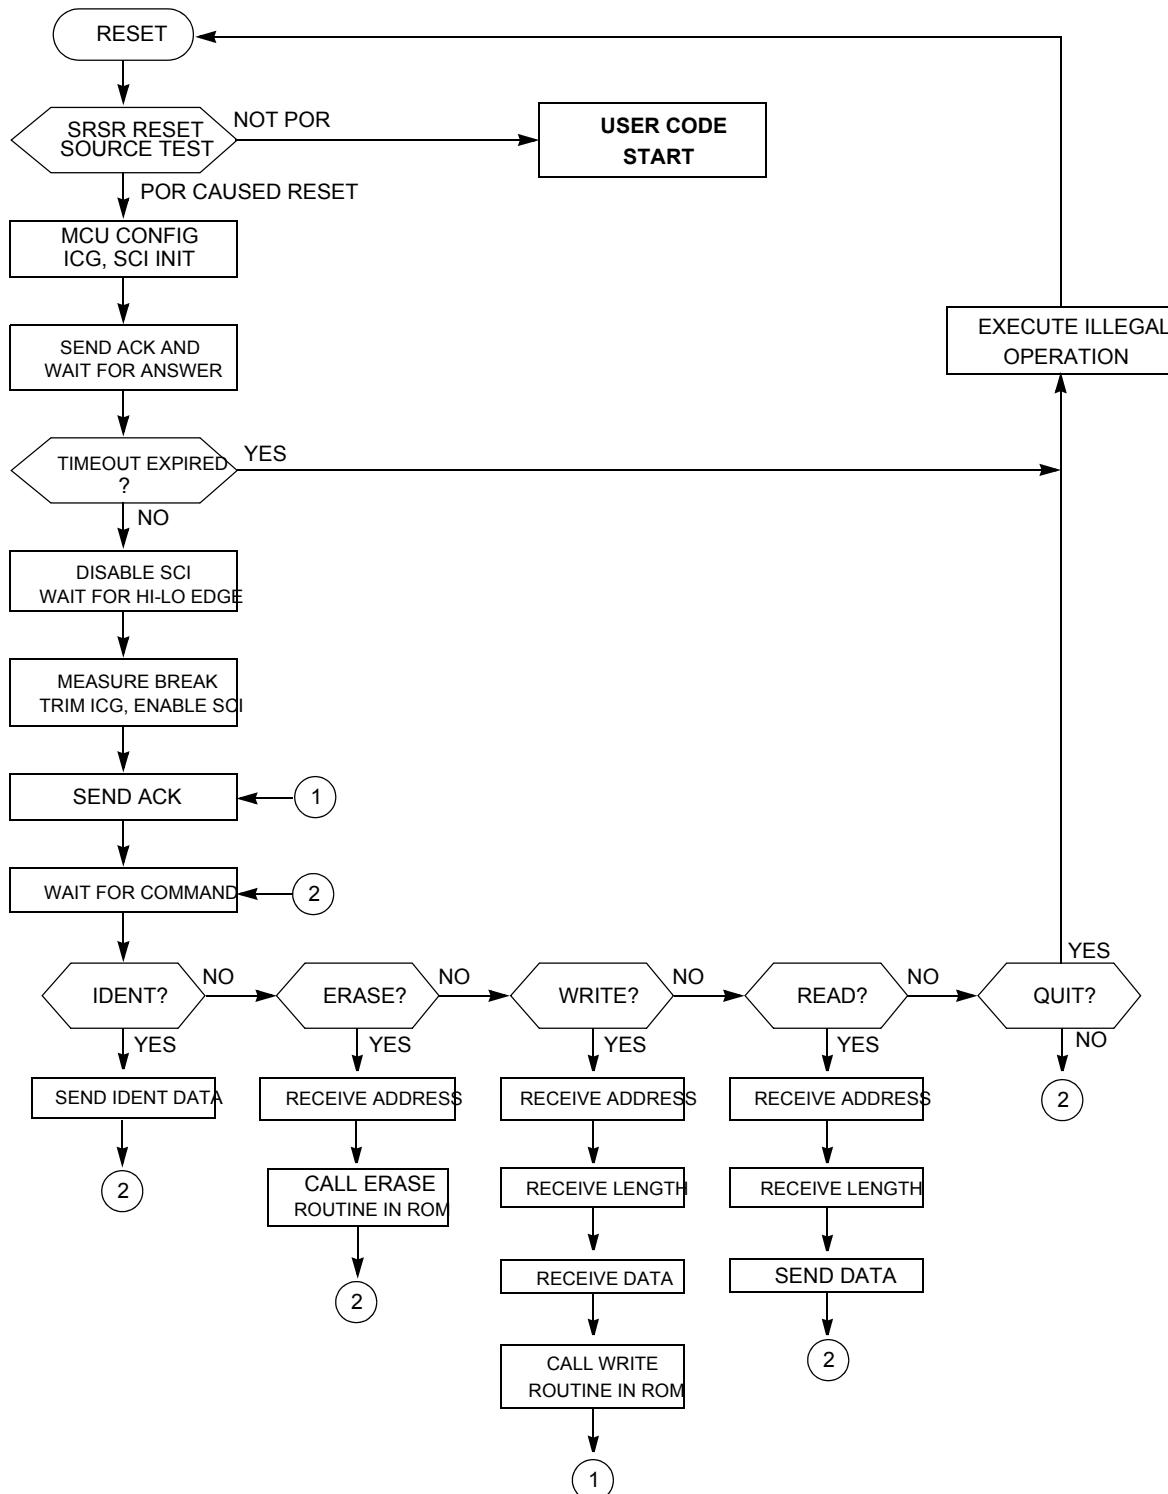 RESET
SRSR RESET
SOURCE TEST
NOT POR
USER CODE
START
POR CAUSED RESET
MCU CONFIG
ICG, SCI INIT
SEND ACK AND
WAIT FOR ANSWER
EXECUTE ILLEGAL
OPERATION
TIMEOUT EXPIRED
?
YES
NO
DISABLE SCI
WAIT FOR HI-LO EDGE
MEASURE BREAK
TRIM ICG, ENABLE SCI
SEND ACK
1
WAIT FOR COMMAND
2
IDENT?
NO
ERASE?
NO
WRITE?
NO
READ?
NO
QUIT?
YES
NO
2
YES
SEND IDENT DATA
2
YES
RECEIVE ADDRESS
CALL ERASE
ROUTINE IN ROM
2
YES
RECEIVE ADDRESS
RECEIVE LENGTH
RECEIVE DATA
CALL WRITE
ROUTINE IN ROM
1
YES
RECEIVE ADDRESS
RECEIVE LENGTH
SEND DATA
2